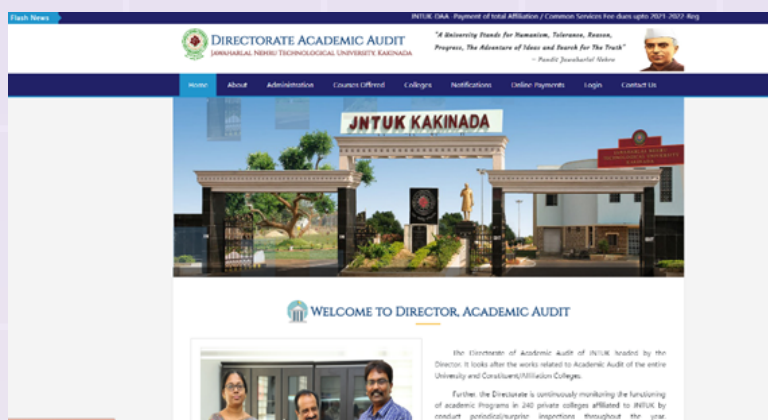 Flash News
INTUK-DAA -Payment of total Affiliation / Common Services Fee dues upto 2021-2022-Reg
DIRECTORATE ACADEMIC AUDIT
JAWAHARLAL NEHRU TECHNOLOGICAL UNIVERSITY, KAKINADA
"A University Stands for Humanism, Tolerance, Reason,
Progress, The Adventure of Ideas and Search for The Truth"
~ Pandit Jawaharlal Nehru
Home About Administration Courses Offered Colleges Notifications Online Payments Login Contact Us
JNTUK KAKINADA
JAWAHARLAL NEHRU
TECHNOLOGICAL UNIVERSITY
KAKINADA
WELCOME TO DIRECTOR, ACADEMIC AUDIT
The Directorate of Academic Audit of JNTUK headed by the
Director. It looks after the works related to Academic Audit of the entire
University and Constituent/Affiliation Colleges.
Further, the Directorate is continuously monitoring the functioning
of academic Programs in 240 private colleges affiliated to JNTUK by
conduct periodical/surprise inspections throughout the year.